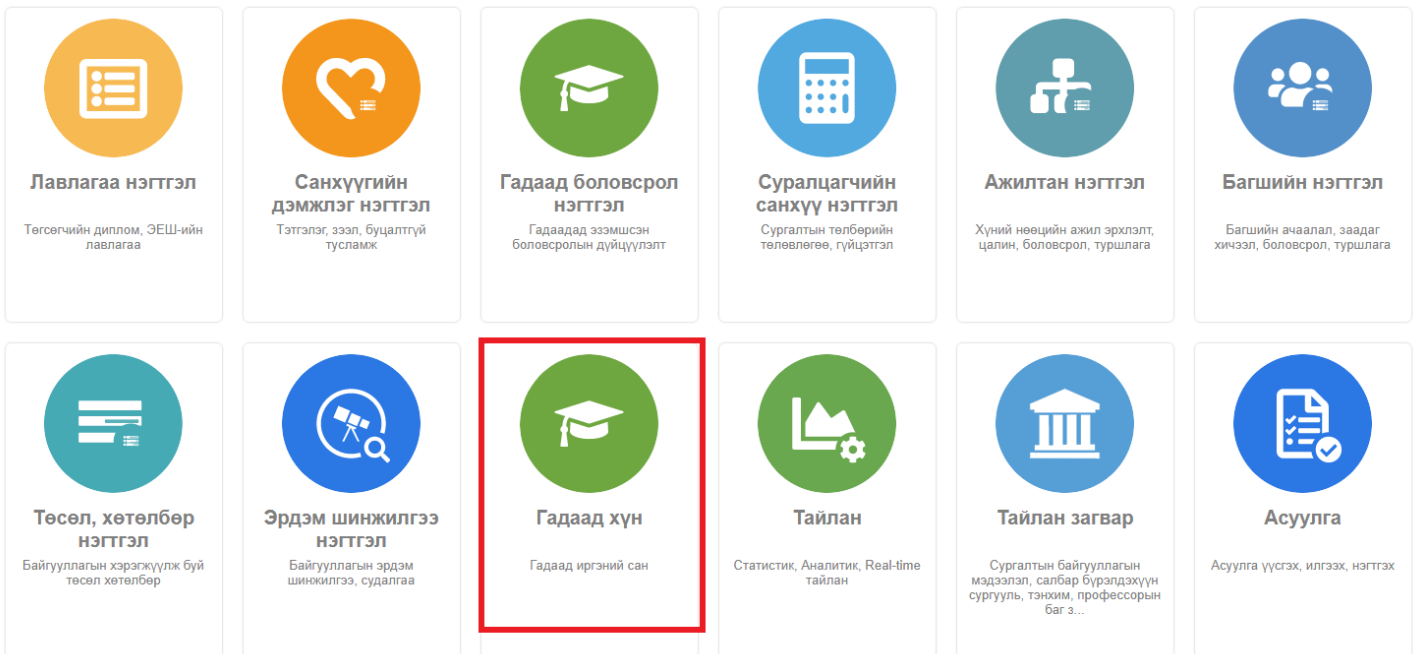 Лавлагаа нэгтгэл
Төгсөгчийн диплом, ЭЕШ-ийн
лавлагаа
Санхүүгийн
дэмжлэг нэгтгэл
Тэтгэлэг, зээл, буцалтгүй
тусламж
Гадаад боловсрол
нэгтгэл
Гадаадад эзэмшсэн
боловсролын дүйцүүлэлт
Суралцагчийн
санхүү нэгтгэл
Сургалтын төлбөрийн
төлөвлөгөө, гүйцэтгэл
Ажилтан нэгтгэл
Хүний нөөцийн ажил эрхлэлт,
цалин, боловсрол, туршлага
Багшийн нэгтгэл
Багшийн ачаалал, заадаг
хичээл, боловсрол, туршлага
Төсөл, хөтөлбөр
нэгтгэл
Байгууллагын хэрэгжүүлж буй
төсөл хөтөлбөр
Эрдэм шинжилгээ
нэгтгэл
Байгууллагын эрдэм
шинжилгээ, судалгаа
Гадаад хүн
Гадаад иргэний сан
Тайлан
Статистик, Аналитик, Real-time
тайлан
Тайлан загвар
Сургалтын байгууллагын
мэдээлэл, салбар бүрэлдэхүүн
сургууль, тэнхим, профессорын
баг з...
Асуулга
Асуулга үүсгэх, илгээх, нэгтгэх